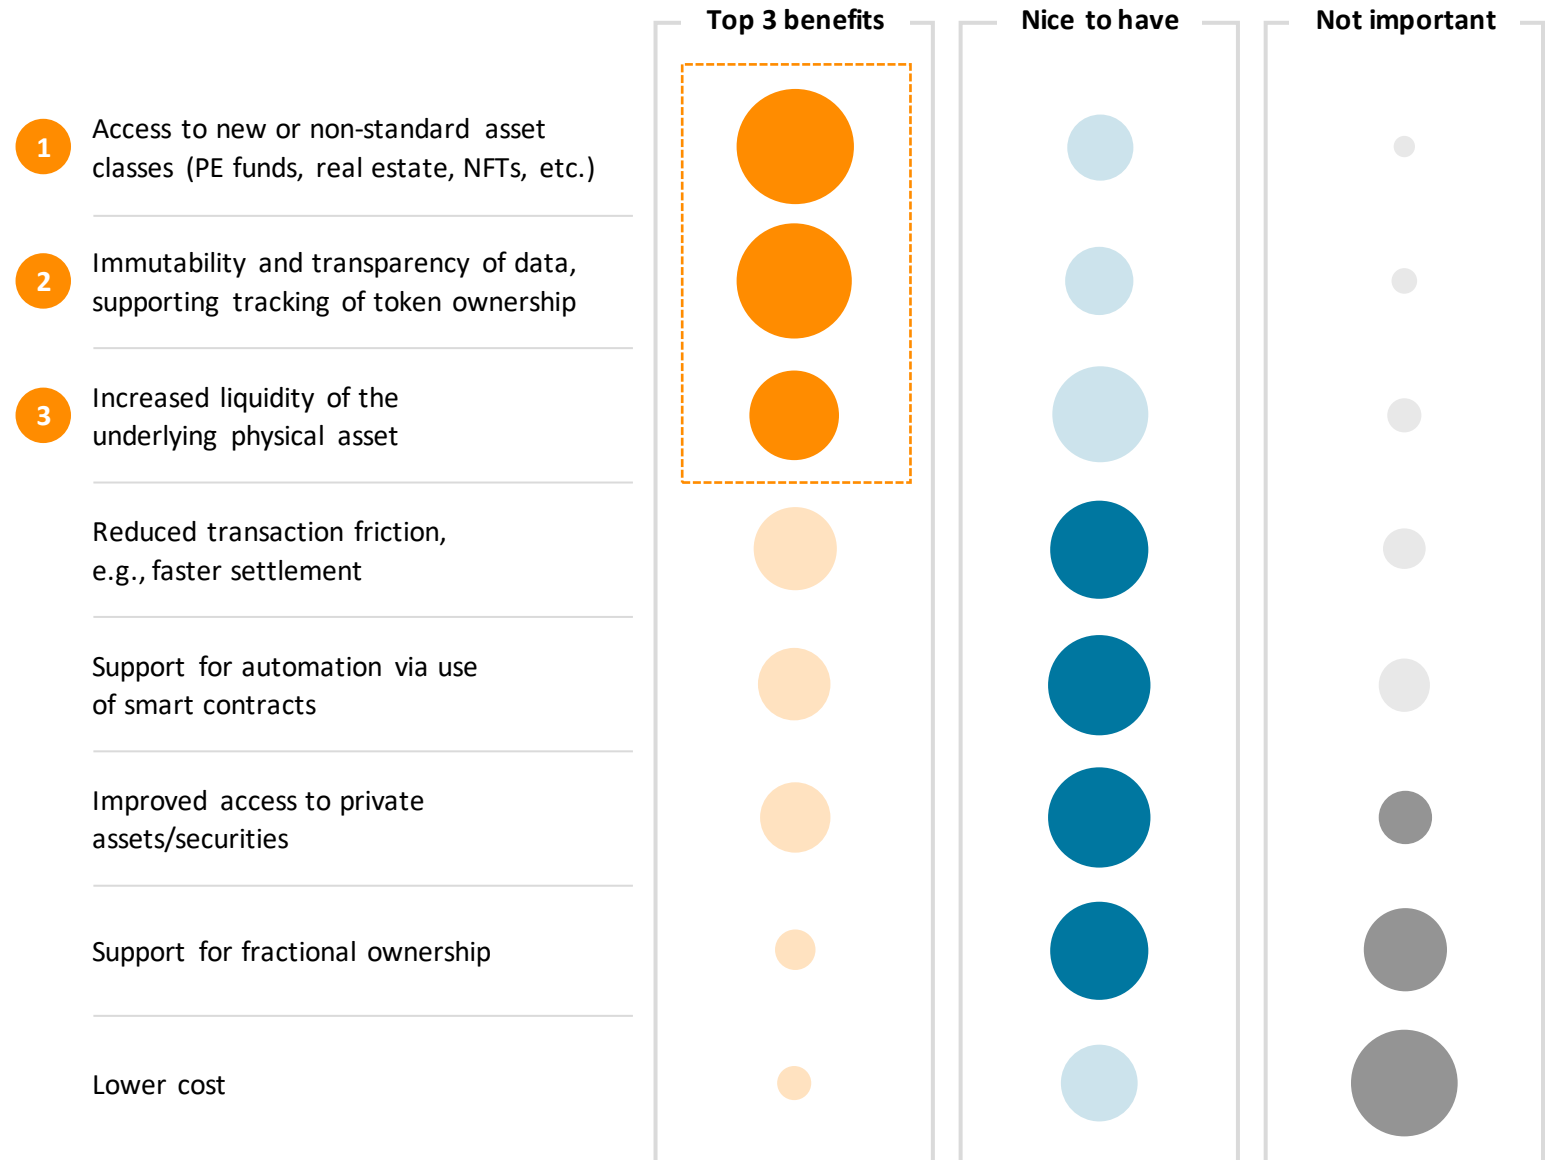 Top 3 benefits
Nice to have
Not important
1
Access to new or non-standard asset
classes (PE funds, real estate, NFTs, etc.)
2
Immutability and transparency of data,
supporting tracking of token ownership
3
Increased liquidity of the
underlying physical asset
Reduced transaction friction,
e.g., faster settlement
Support for automation via use
of smart contracts
Improved access to private
assets/securities
Support for fractional ownership
Lower cost